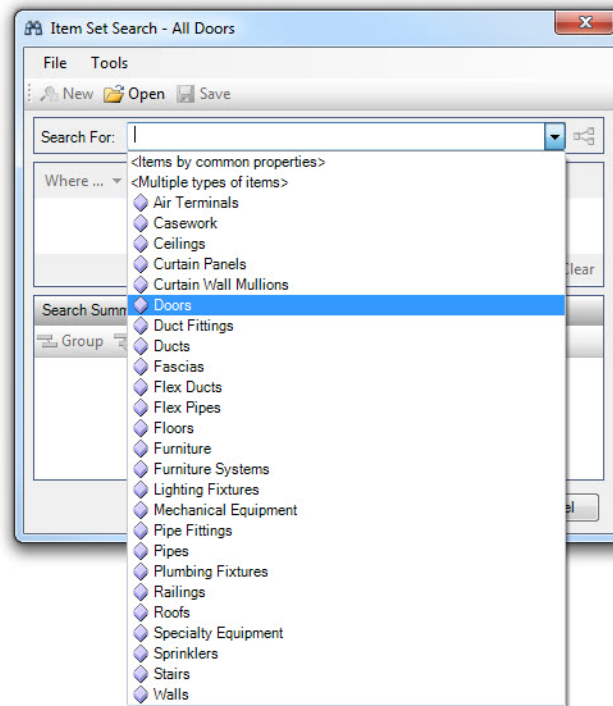 Item Set Search - All Doors
File Tools
New Open Save
Search For:
<Items by common properties>
Where ...
<Multiple types of items>
Air Terminals
Casework
Ceilings
Curtain Panels
Clear
Curtain Wall Mullions
Search Summ
Doors
Duct Fittings
Group
Ducts
Fascias
Flex Ducts
Flex Pipes
Floors
Furniture
Furniture Systems
Lighting Fixtures
Mechanical Equipment
Pipe Fittings
Pipes
Plumbing Fixtures
Railings
Roofs
Specialty Equipment
Sprinklers
Stairs
Walls